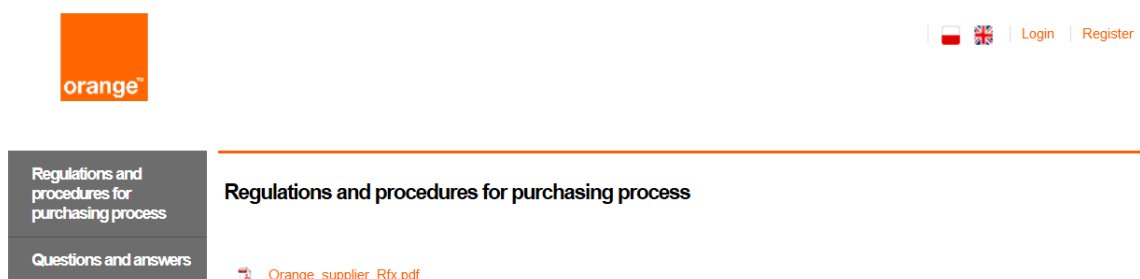 orange™
Login
Register
Regulations and
procedures for
purchasing process
Questions and answers
Regulations and procedures for purchasing process
Orange_supplier_Rfx.pdf